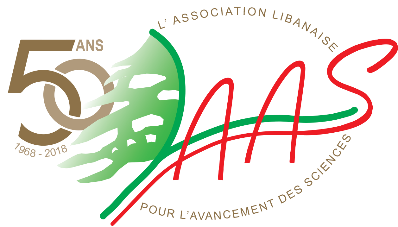 50 ANS
1968 - 2018
L' ASSOCIATION LIBANAISE
AAS
POUR L'AVANCEMENT DES SCIENCES